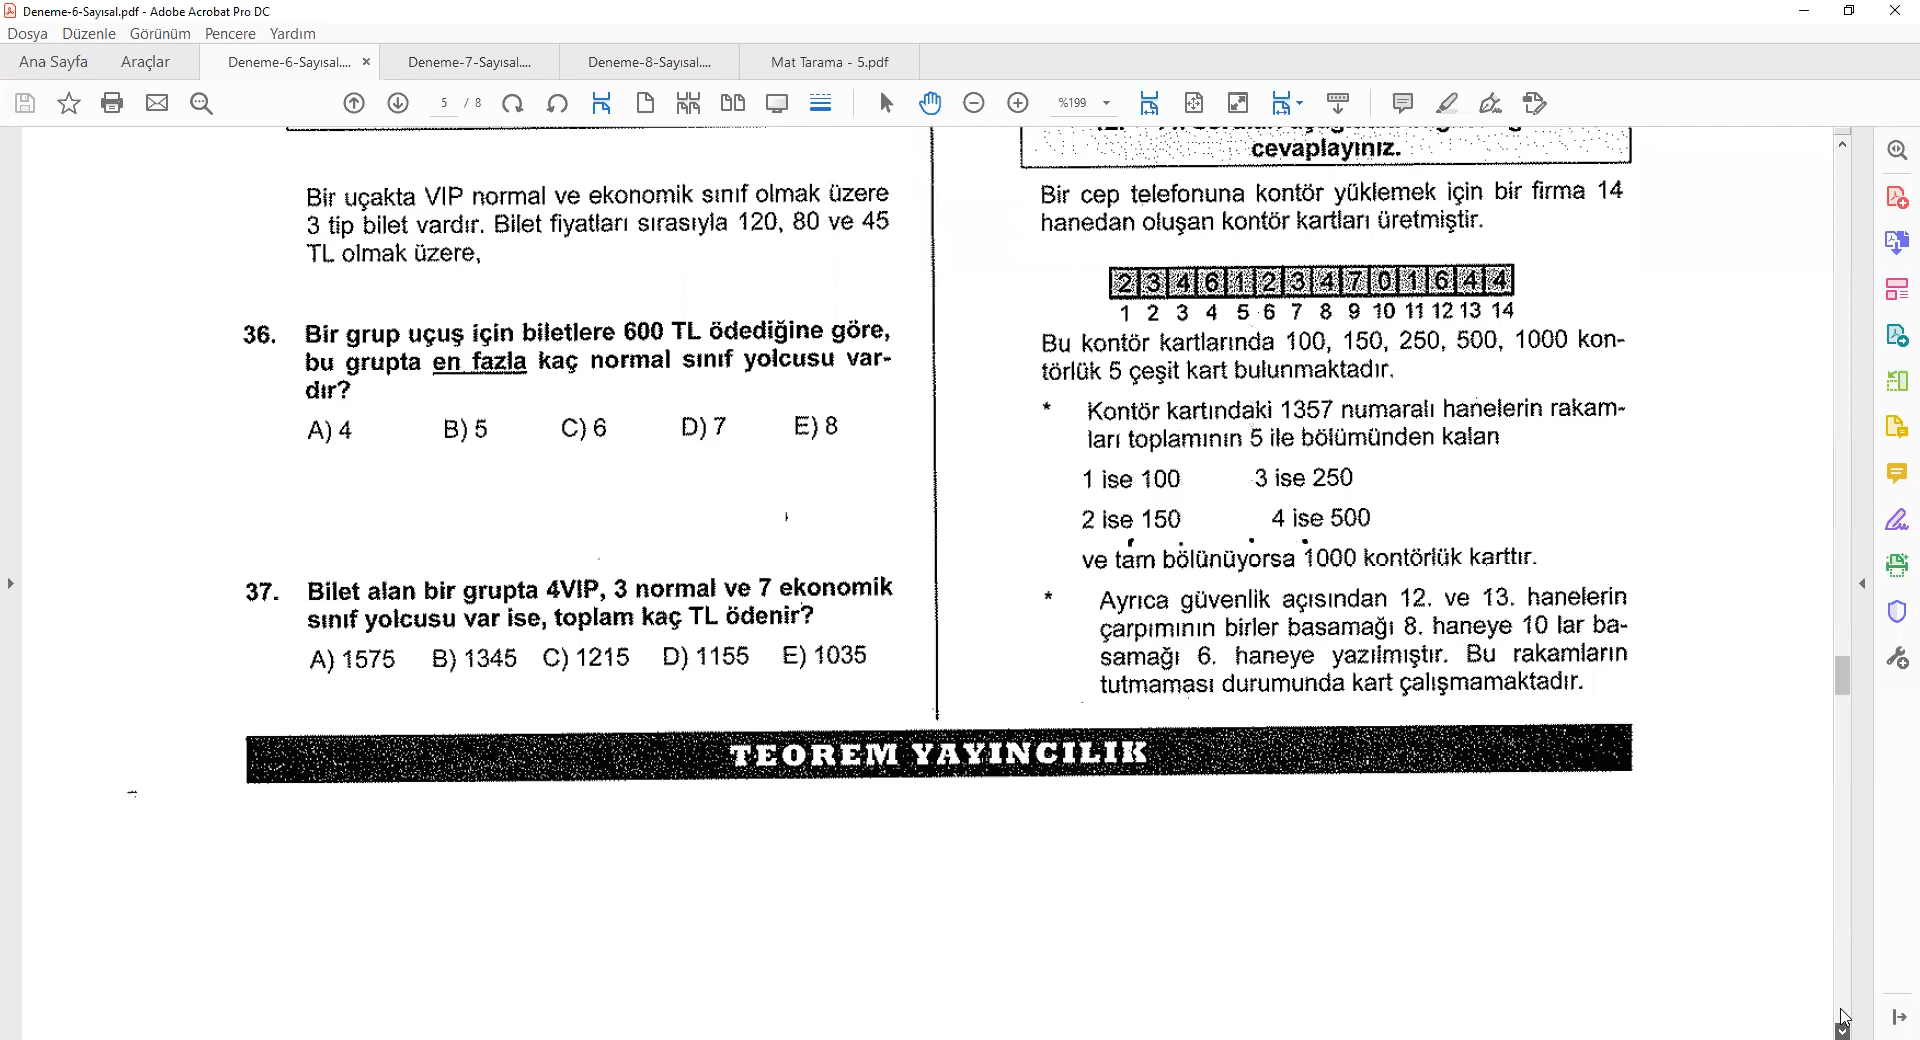 Deneme-6-Sayısal.pdf - Adobe Acrobat Pro DC
Dosya Düzenle Görünüm Pencere Yardım
Ana Sayfa Araçlar Deneme-6-Sayısal.... × Deneme-7-Sayısal.... Deneme-8-Sayısal.... Mat Tarama - 5.pdf
5 / 8 %199
Bir uçakta VIP normal ve ekonomik sınıf olmak üzere
3 tip bilet vardır. Bilet fiyatları sırasıyla 120, 80 ve 45
TL olmak üzere,
36. Bir grup uçuş için biletlere 600 TL ödediğine göre,
bu grupta en fazla kaç normal sınıf yolcusu var-
dır?
A) 4 B) 5 C) 6 D) 7 E) 8
37. Bilet alan bir grupta 4VIP, 3 normal ve 7 ekonomik
sınıf yolcusu var ise, toplam kaç TL ödenir?
A) 1575 B) 1345 C) 1215 D) 1155 E) 1035
cevaplayınız.
Bir cep telefonuna kontör yüklemek için bir firma 14
hanedan oluşan kontör kartları üretmiştir.
2 3 4 6 1 2 3 4 7 0 1 6 4 4
1 2 3 4 5 6 7 8 9 10 11 12 13 14
Bu kontör kartlarında 100, 150, 250, 500, 1000 kon-
törlük 5 çeşit kart bulunmaktadır.
* Kontör kartındaki 1357 numaralı hanelerin rakam-
ları toplamının 5 ile bölümünden kalan
1 ise 100 3 ise 250
2 ise 150 4 ise 500
ve tam bölünüyorsa 1000 kontörlük karttır.
* Ayrıca güvenlik açısından 12. ve 13. hanelerin
çarpımının birler basamağı 8. haneye 10 lar ba-
samağı 6. haneye yazılmıştır. Bu rakamların
tutmaması durumunda kart çalışmamaktadır.
TEOREM YAYINCILIK